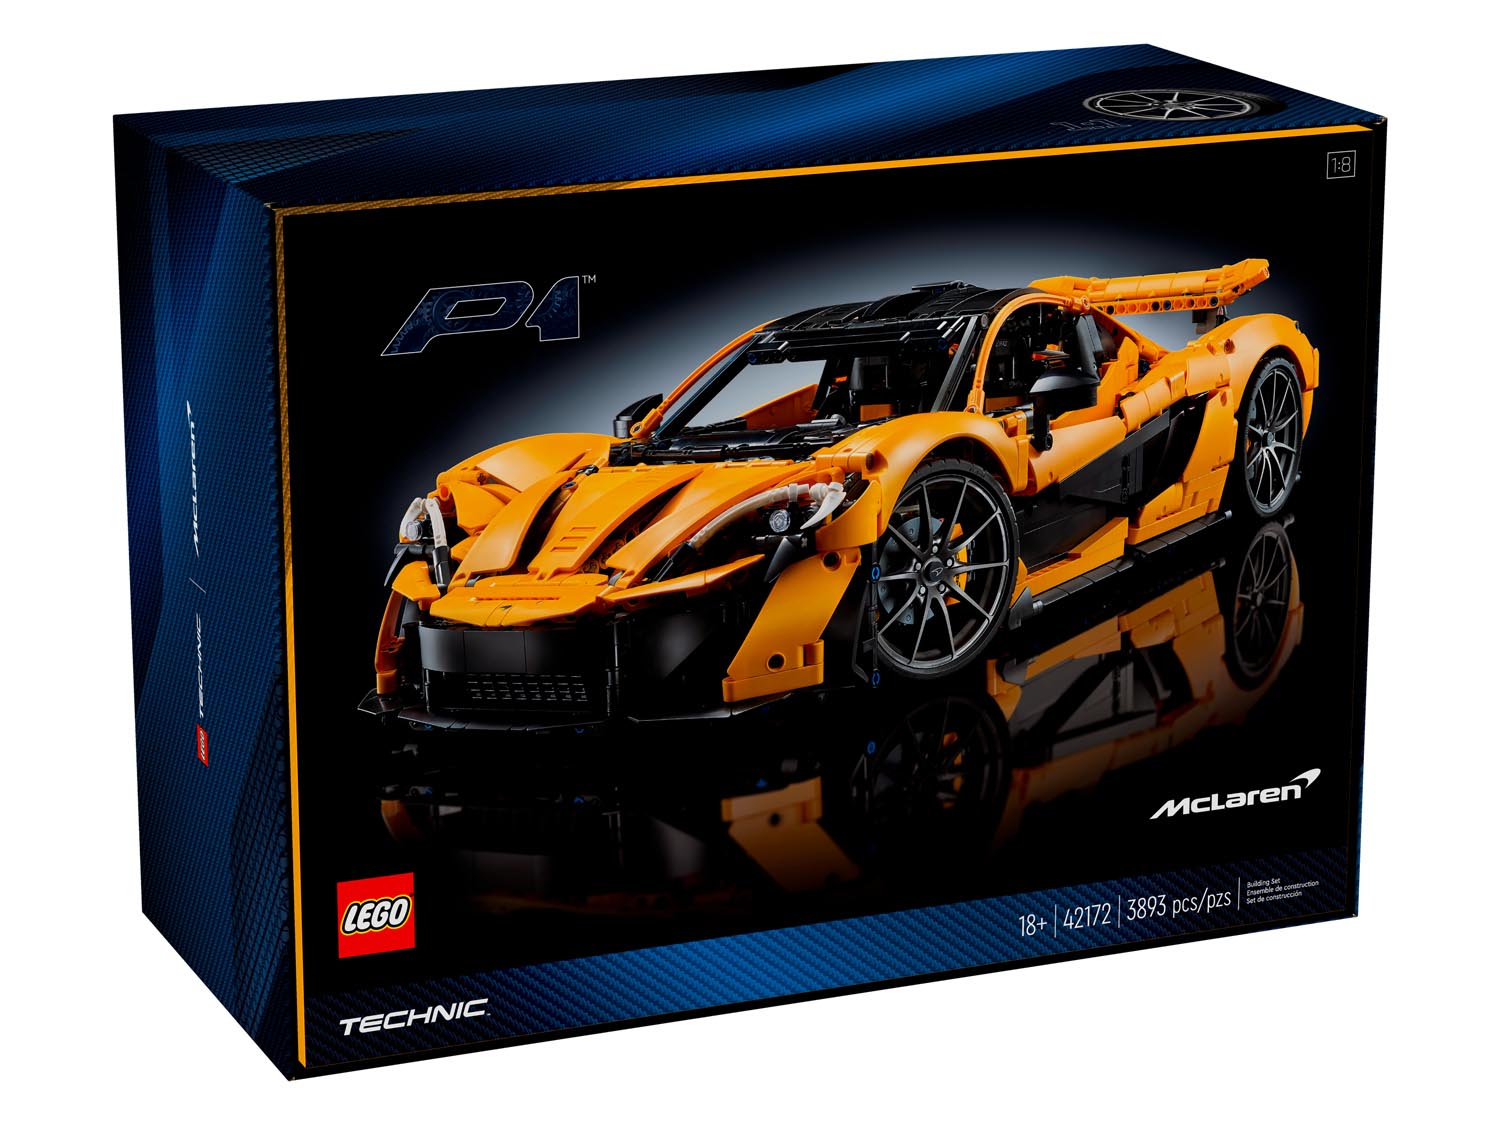 1:8
P1™
McLaren
LEGO
18+ | 42172 | 3893 pcs/pzs
Building Set
Ensemble de construction
Set de construcción
TECHNIC
LEGO TECHNIC / McLaren